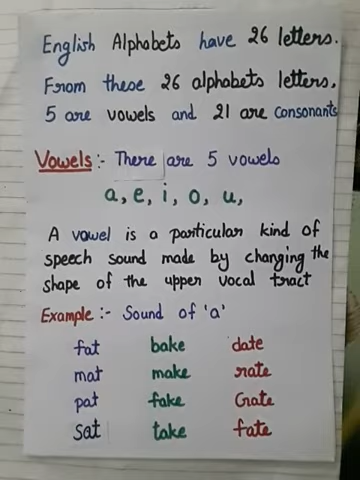 English Alphabets have 26 letters.
From these 26 alphabets letters,
5 are vowels and 21 are consonants
Vowels :- There are 5 vowels
a, e, i, o, u,
A vowel is a particular kind of
speech sound made by changing the
shape of the upper vocal tract
Example :- Sound of 'a'
fat bake date
mat make rate
pat fake Grate
sat take fate